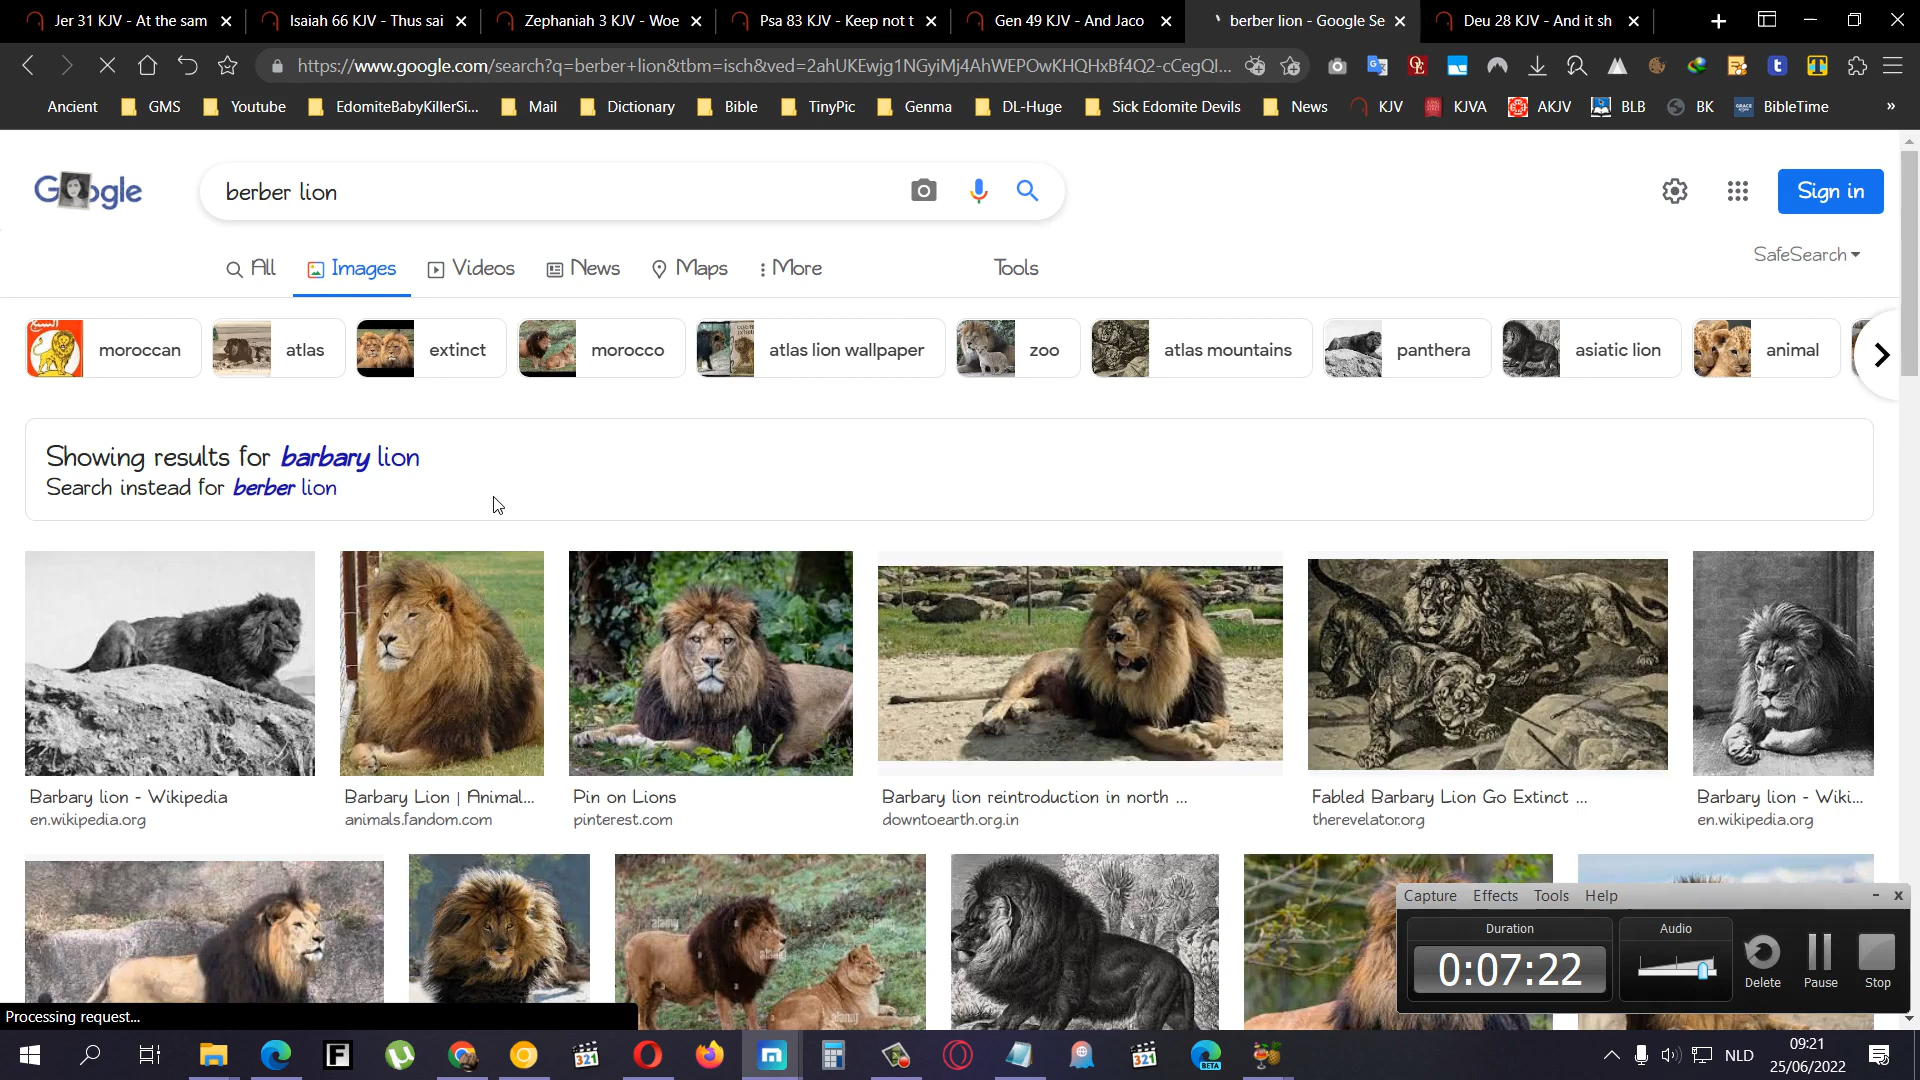 Jer 31 KJV - At the sam
Isaiah 66 KJV - Thus sai
Zephaniah 3 KJV - Woe
Psa 83 KJV - Keep not t
Gen 49 KJV - And Jaco
berber lion - Google Se
Deu 28 KJV - And it sh
https://www.google.com/search?q=berber+lion&tbm=isch&ved=2ahUKEwjg1NGyiMj4AhWEPOwKHQHxBf4Q2-cCegQI...
Ancient
GMS
Youtube
EdomiteBabyKillerSi...
Mail
Dictionary
Bible
TinyPic
Genma
DL-Huge
Sick Edomite Devils
News
KJV
KJVA
AKJV
BLB
BK
BibleTime
»
Google
berber lion
Sign in
All
Images
Videos
News
Maps
More
Tools
SafeSearch
moroccan
atlas
extinct
morocco
atlas lion wallpaper
zoo
atlas mountains
panthera
asiatic lion
animal
Showing results for barbary lion
Search instead for berber lion
Barbary lion - Wikipedia
en.wikipedia.org
Barbary Lion | Animal...
animals.fandom.com
Pin on Lions
pinterest.com
Barbary lion reintroduction in north ...
downtoearth.org.in
Fabled Barbary Lion Go Extinct ...
therevelator.org
Barbary lion - Wiki...
en.wikipedia.org
alamy
alamy
alamy
Capture Effects Tools Help
Duration
Audio
0:07:22
Delete
Pause
Stop
Processing request...
321
321
BETA
NLD
09:21
25/06/2022